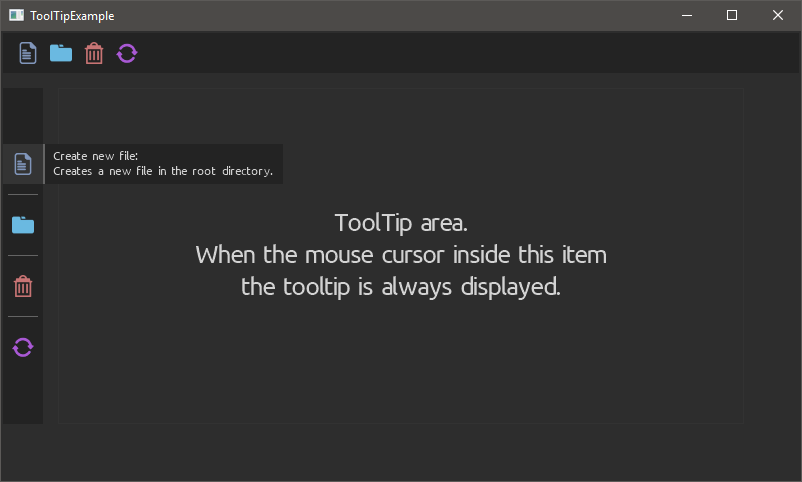 ToolTipExample
Create new file:
Creates a new file in the root directory.
ToolTip area.
When the mouse cursor inside this item
the tooltip is always displayed.